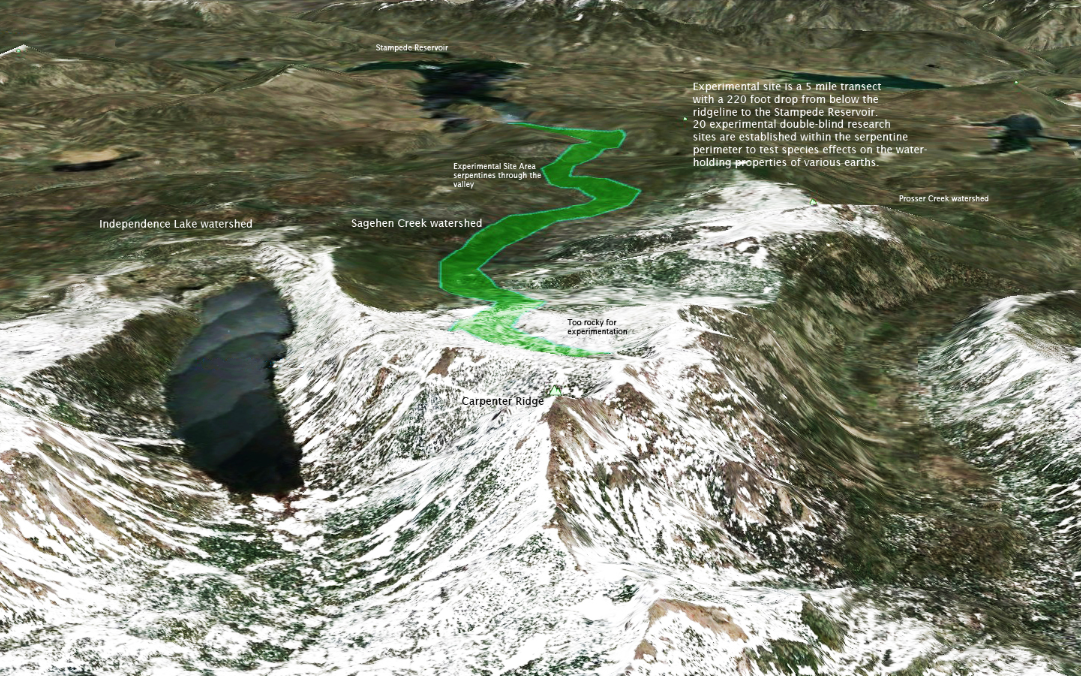 Stampede Reservoir
Experimental site is a 5 mile transect
with a 220 foot drop from below the
ridgeline to the Stampede Reservoir.
20 experimental double-blind research
sites are established within the serpentine
perimeter to test species effects on the water-
holding properties of various earths.
Experimental Site Area
serpentines through the
valley
Prosser Creek watershed
Independence Lake watershed
Sagehen Creek watershed
Too rocky for
experimentation
Carpenter Ridge